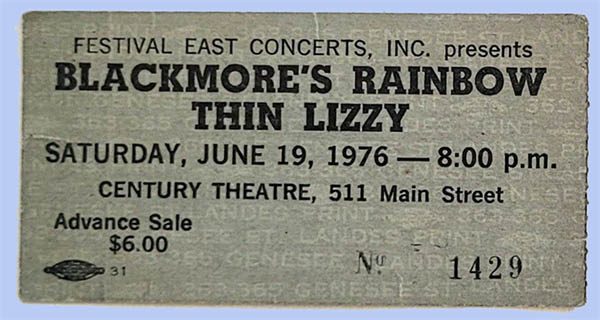 FESTIVAL EAST CONCERTS, INC. presents
BLACKMORE'S RAINBOW
THIN LIZZY
SATURDAY, JUNE 19, 1976 — 8:00 p.m.
CENTURY THEATRE, 511 Main Street
Advance Sale
$6.00
31
No 1429